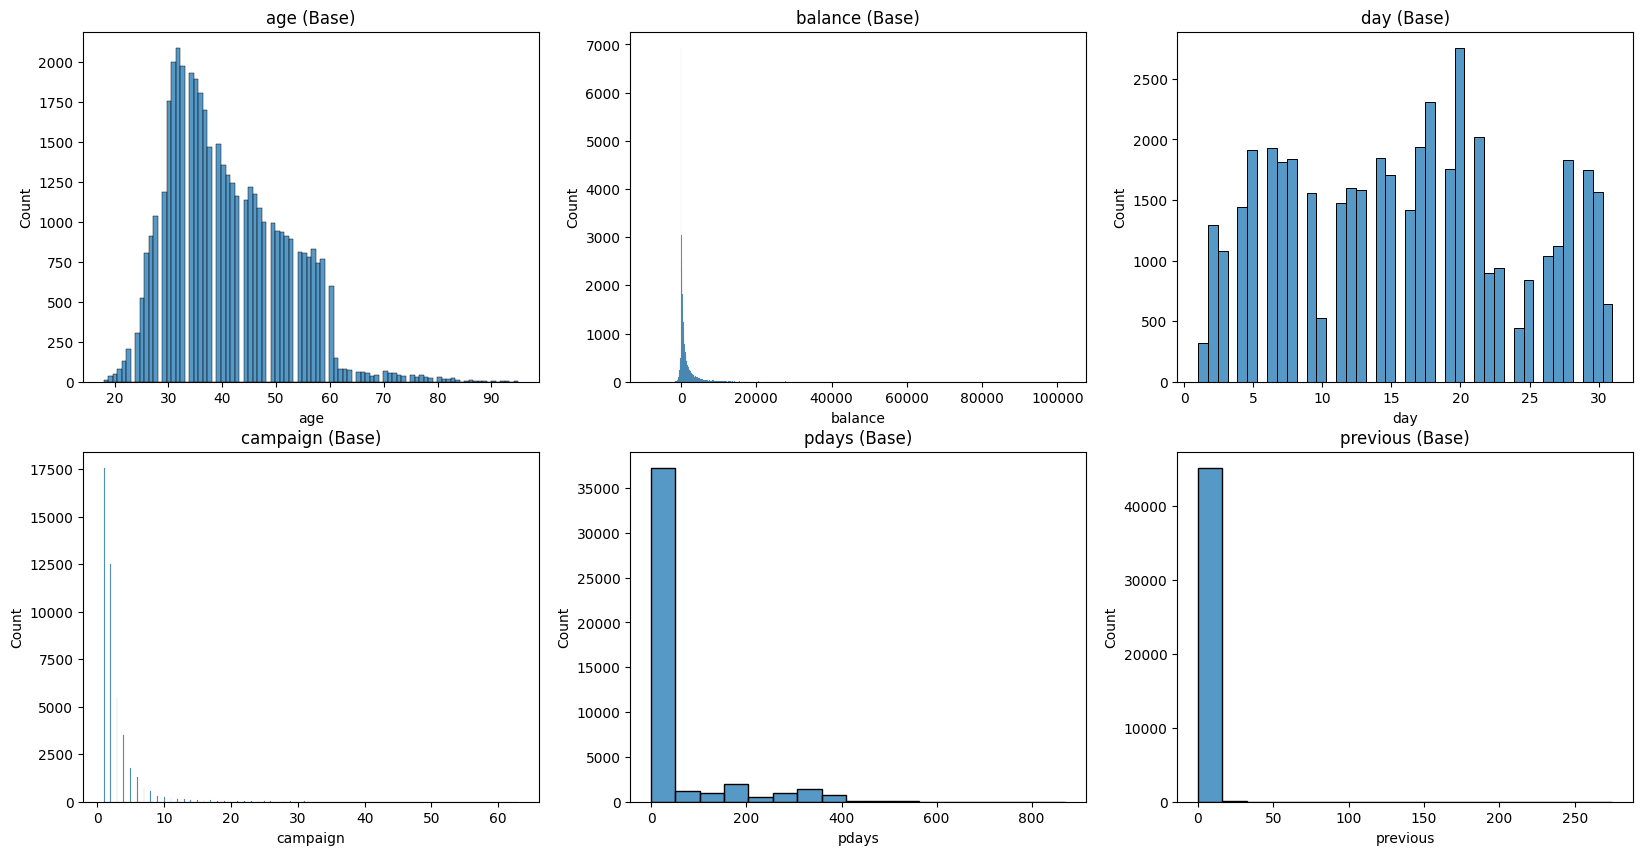 age (Base)
Count
2000
1750
1500
1250
1000
750
500
250
0
20 30 40 50 60 70 80 90
age
balance (Base)
Count
7000
6000
5000
4000
3000
2000
1000
0
0 20000 40000 60000 80000 100000
balance
day (Base)
Count
2500
2000
1500
1000
500
0
0 5 10 15 20 25 30
day
campaign (Base)
Count
17500
15000
12500
10000
7500
5000
2500
0
0 10 20 30 40 50 60
campaign
pdays (Base)
Count
35000
30000
25000
20000
15000
10000
5000
0
0 200 400 600 800
pdays
previous (Base)
Count
40000
30000
20000
10000
0
0 50 100 150 200 250
previous